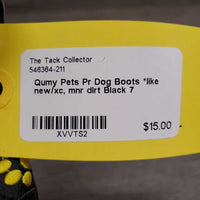 The Tack Collector
546364-211
Qumy Pets Pr Dog Boots *like
new/xc, mnr dirt Black 7
XVVTS2
$15.00